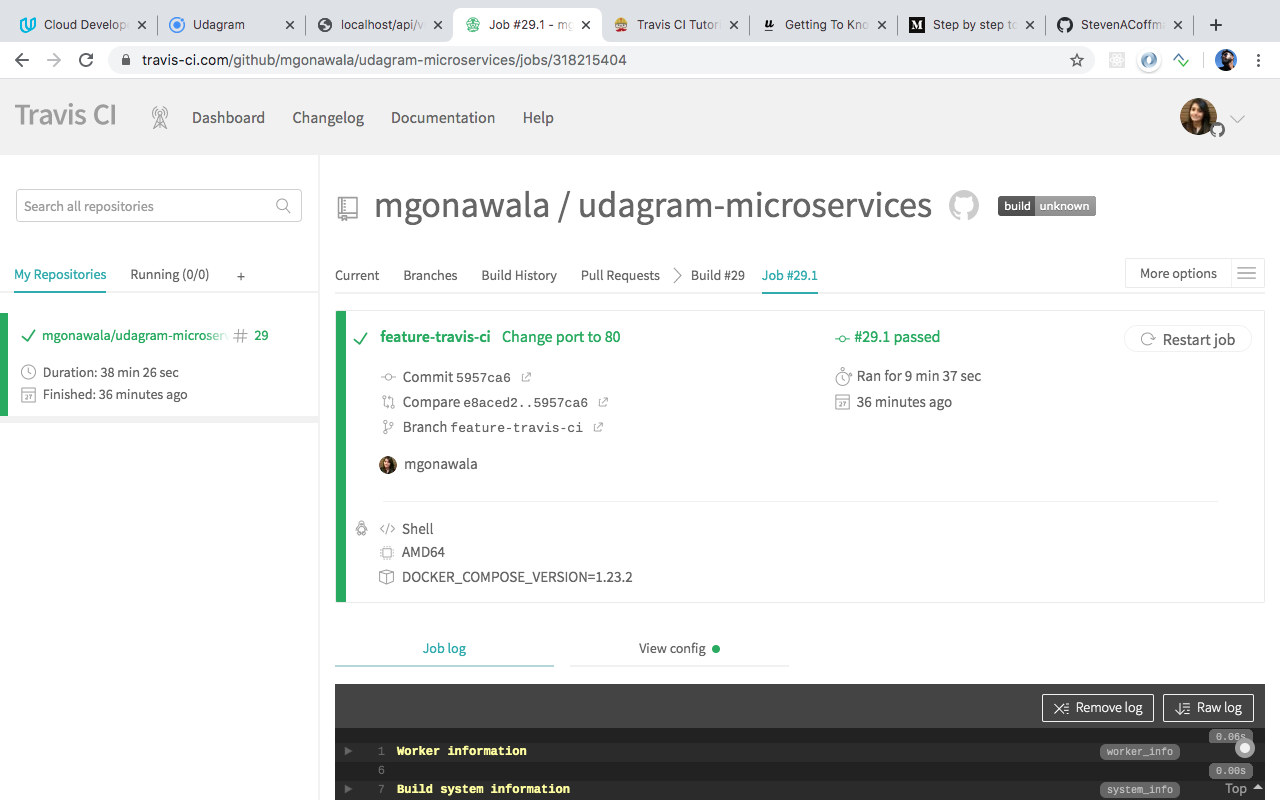 Cloud Develop
Udagram
localhost/api/v
Job #29.1 - mg
Travis CI Tutori
Getting To Kno
Step by step to
StevenACoffma
travis-ci.com/github/mgonawala/udagram-microservices/jobs/318215404
Travis CI Dashboard Changelog Documentation Help
Search all repositories
mgonawala / udagram-microservices build unknown
My Repositories Running (0/0) +
Current Branches Build History Pull Requests Build #29 Job #29.1 More options
mgonawala/udagram-microserv # 29
Duration: 38 min 26 sec
Finished: 36 minutes ago
feature-travis-ci Change port to 80 #29.1 passed Restart job
Commit 5957ca6 Ran for 9 min 37 sec
Compare e8aced2..5957ca6 36 minutes ago
Branch feature-travis-ci
mgonawala
Shell
AMD64
DOCKER_COMPOSE_VERSION=1.23.2
Job log View config
Remove log Raw log
0.06s
1 Worker information worker_info
6 0.00s
7 Build system information system_info
Top